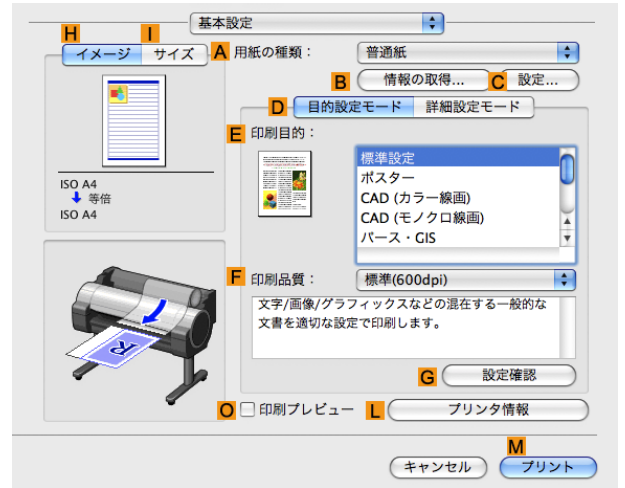 基本設定
H I
イメージ サイズ
A 用紙の種類： 普通紙
B 情報の取得... C 設定...
D 目的設定モード 詳細設定モード
E 印刷目的：
標準設定
ポスター
CAD (カラー線画)
CAD (モノクロ線画)
パース・GIS
ISO A4
等倍
ISO A4
F 印刷品質： 標準(600dpi)
文字/画像/グラフィックスなどの混在する一般的な
文書を適切な設定で印刷します。
G 設定確認
O 印刷プレビュー L プリンタ情報
M
キャンセル プリント
R